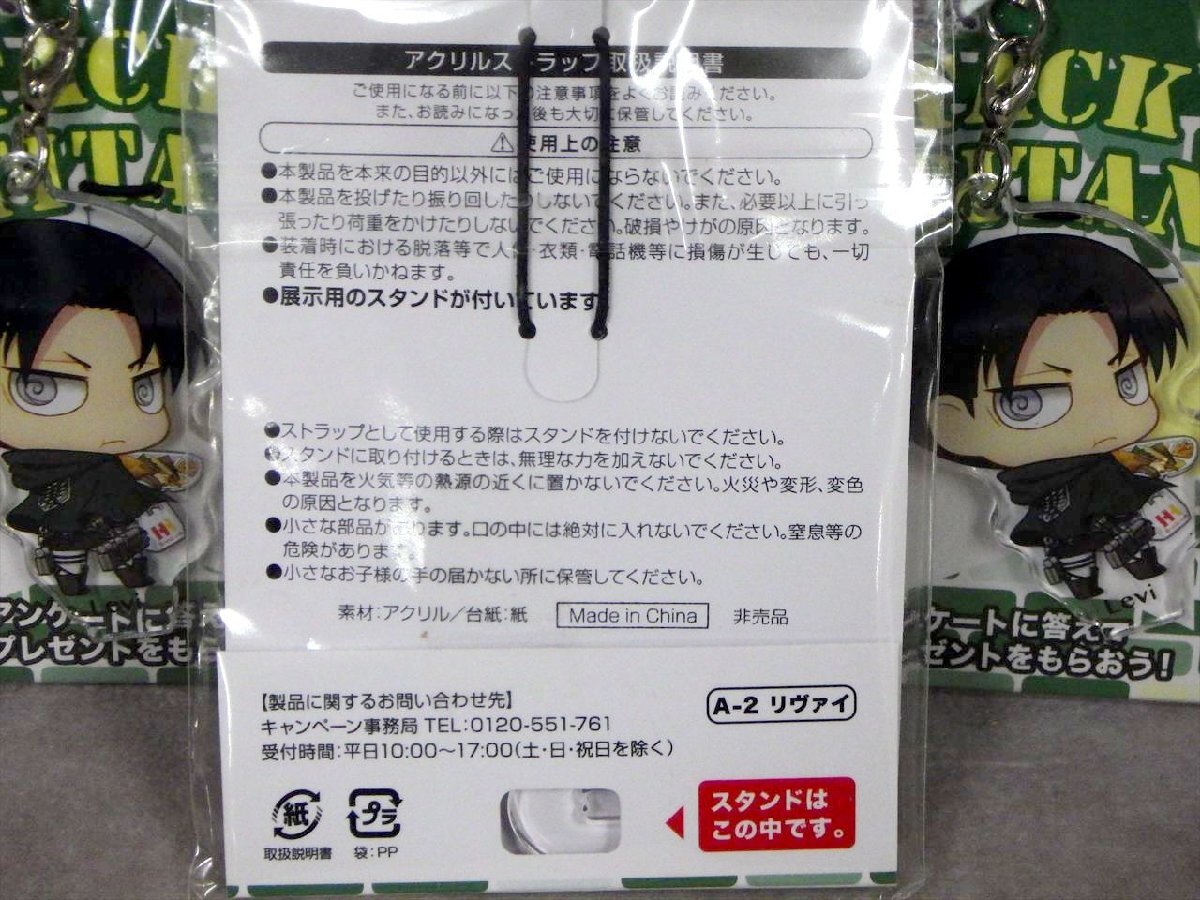 アクリルストラップ取扱説明書
ご使用になる前に以下の注意事項をよくお読みください。
また、お読みになった後も大切に保管してください。
⚠使用上の注意
●本製品を本来の目的以外にはご使用にならないでください。
●本製品を投げたり振り回したりしないでください。また、必要以上に引っ
張ったり荷重をかけたりしないでください。破損やけがの原因となります。
●装着時における脱落等で人体・衣類・電話機等に損傷が生じても、一切
責任を負いかねます。
●展示用のスタンドが付いています。
●ストラップとして使用する際はスタンドを付けないでください。
●スタンドに取り付けるときは、無理な力を加えないでください。
●本製品を火気等の熱源の近くに置かないでください。火災や変形、変色
の原因となります。
●小さな部品があります。口の中には絶対に入れないでください。窒息等の
危険があります。
●小さなお子様の手の届かない所に保管してください。
素材:アクリル/台紙:紙 Made in China 非売品
【製品に関するお問い合わせ先】
キャンペーン事務局 TEL:0120-551-761
受付時間:平日10:00〜17:00(土・日・祝日を除く)
A-2 リヴァイ
紙
取扱説明書
プラ
袋:PP
スタンドは
この中です。
ACK
TITAN
Levi
ンケートに答えて
ゼントをもらおう!